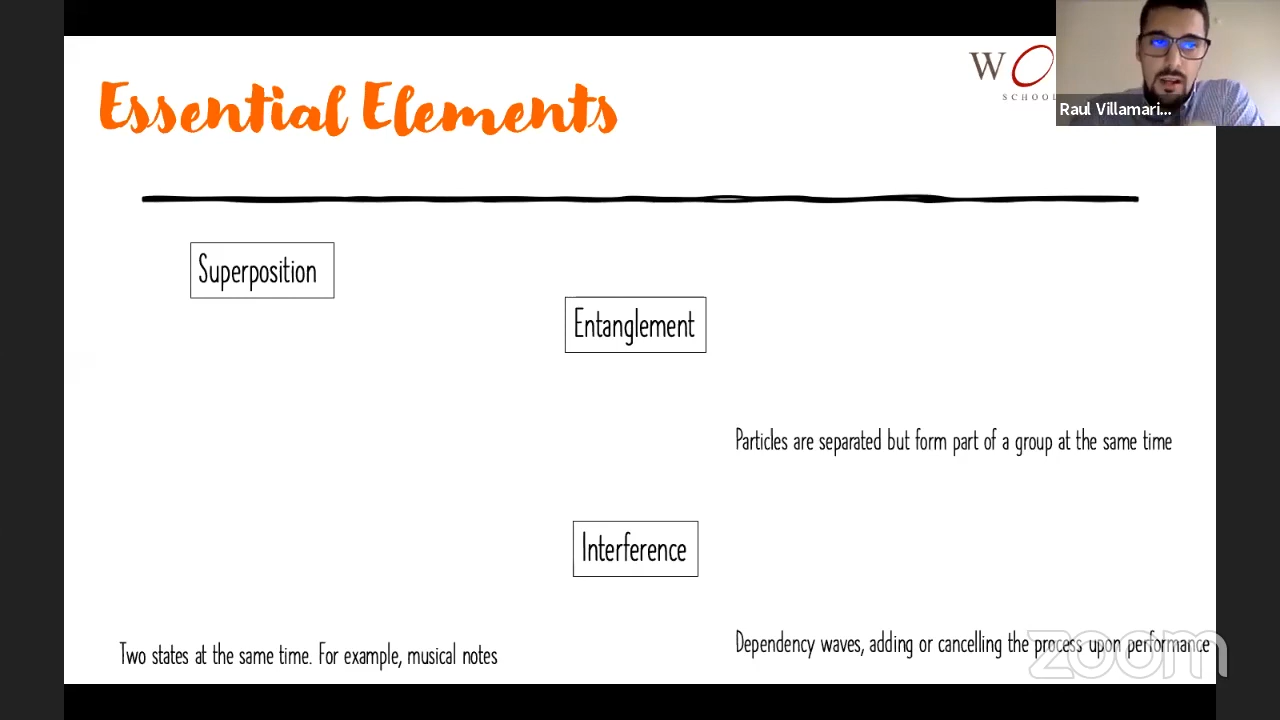 Essential Elements
W O
SCHOOL
Raul Villamari...
Superposition
Entanglement
Particles are separated but form part of a group at the same time
Interference
Two states at the same time. For example, musical notes
Dependency waves, adding or cancelling the process upon performance
zoom